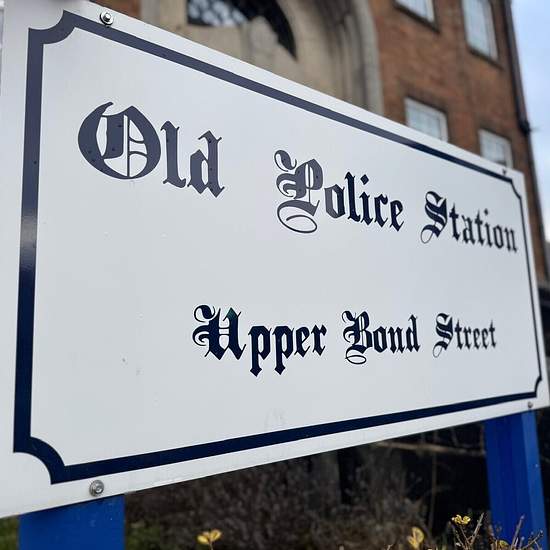 Old Police Station
Upper Bond Street